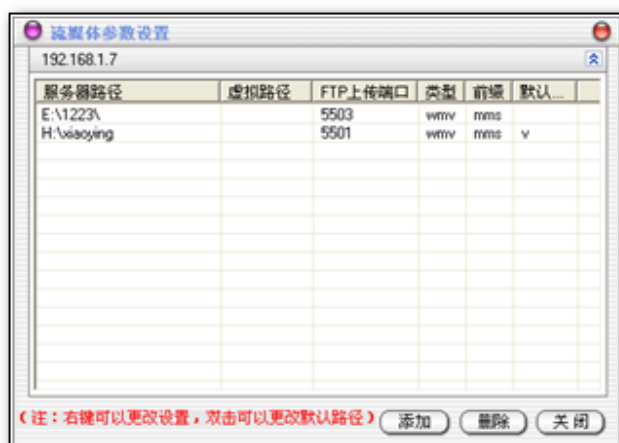 流媒体参数设置
192.168.1.7
服务器路径 虚拟路径 FTP上传端口 类型 前缀 默认...
E:\1223\ 5503 wmv mms
H:\xiaoying 5501 wmv mms v
(注：右键可以更改设置，双击可以更改默认路径) 添加 删除 关闭